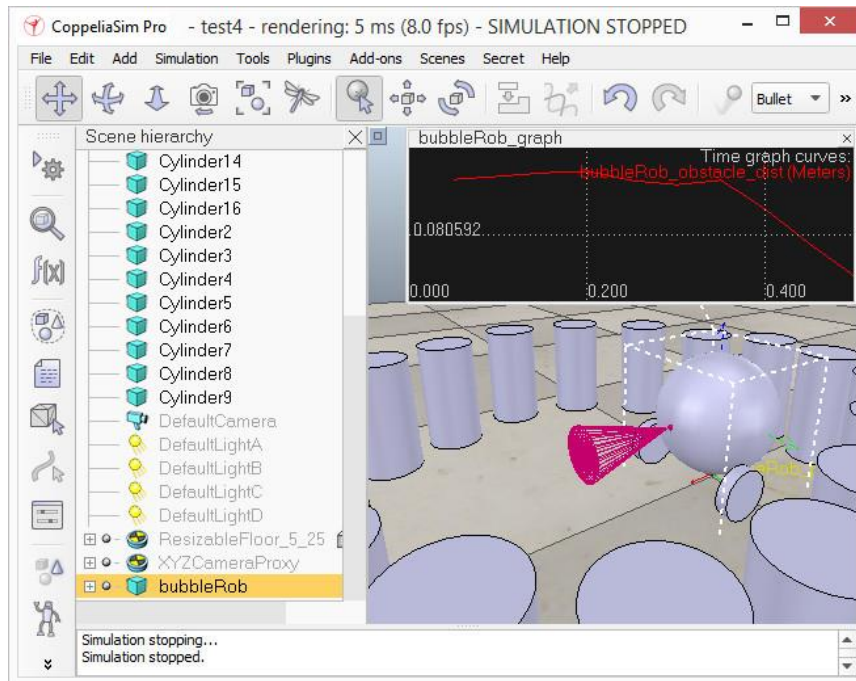 CoppeliaSim Pro - test4 - rendering: 5 ms (8.0 fps) - SIMULATION STOPPED
File Edit Add Simulation Tools Plugins Add-ons Scenes Secret Help
Bullet
»
Scene hierarchy
bubbleRob_graph
Time graph curves:
bubbleRob_obstacle_dist (Meters)
0.080592
0.000 0.200 0.400
f(x)
Cylinder14
Cylinder15
Cylinder16
Cylinder2
Cylinder3
Cylinder4
Cylinder5
Cylinder6
Cylinder7
Cylinder8
Cylinder9
DefaultCamera
DefaultLightA
DefaultLightB
DefaultLightC
DefaultLightD
ResizableFloor_5_25
XYZCameraProxy
bubbleRob
Simulation stopping...
Simulation stopped.